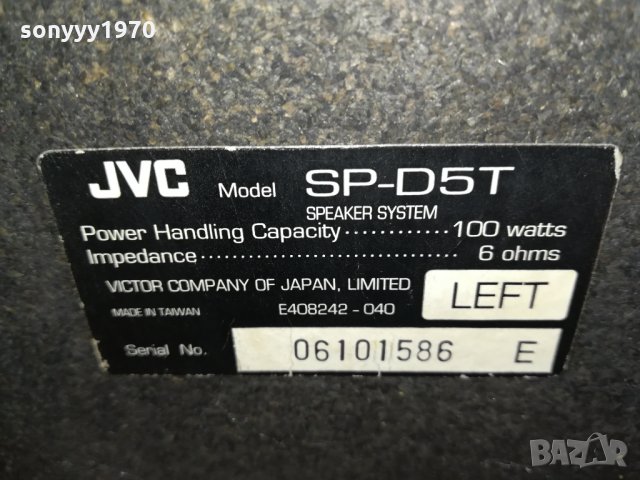 sonyyy1970
JVC Model SP-D5T
SPEAKER SYSTEM
Power Handling Capacity ············ 100 watts
Impedance ································ 6 ohms
VICTOR COMPANY OF JAPAN, LIMITED
LEFT
MADE IN TAIWAN E408242-040
Serial No. 06101586 E
BAZAR